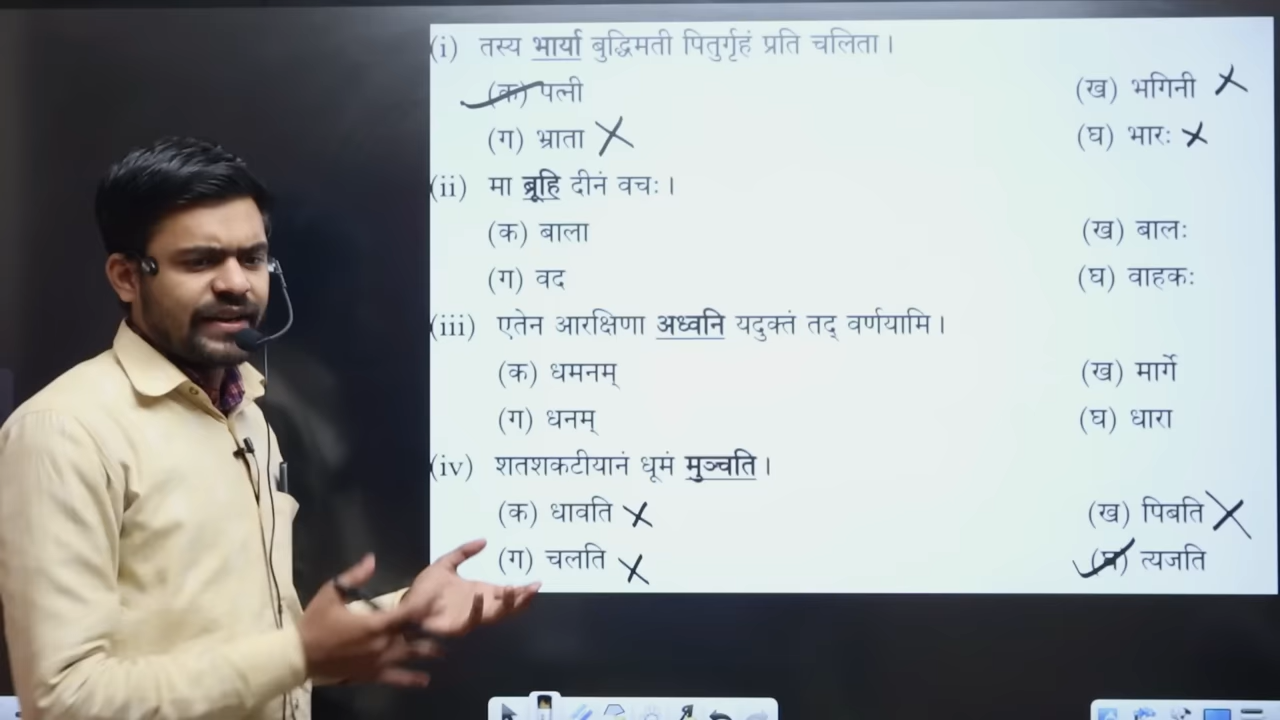 (i) तस्य भार्या बुद्धिमती पितुर्गृहं प्रति चलिता।
(क) पत्नी (ख) भगिनी
(ग) भ्राता (घ) भारः
(ii) मा ब्रूहि दीनं वचः।
(क) बाला (ख) बालः
(ग) वद (घ) वाहकः
(iii) एतेन आरक्षिणा अध्वनि यदुक्तं तद् वर्णयामि।
(क) धमनम् (ख) मार्गे
(ग) धनम् (घ) धारा
(iv) शतशकटीयानं धूमं मुञ्चति।
(क) धावति (ख) पिबति
(ग) चलति (घ) त्यजति